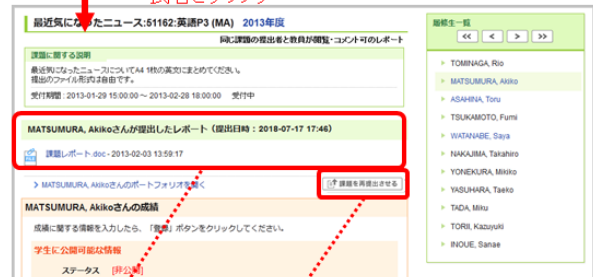 最近気になったニュース:51162:英語P3 (MA) 2013年度
同じ課題の提出者と教員が閲覧・コメント可のレポート
課題に関する説明
最近気になったニュースについてA4 1枚の英文にまとめてください。
提出のファイル形式は自由です。
受付期間 : 2013-01-29 15:00:00 ～ 2013-02-28 18:00:00 受付中
MATSUMURA, Akikoさんが提出したレポート（提出日時：2018-07-17 17:46）
課題レポート.doc - 2013-02-03 13:59:17
MATSUMURA, Akikoさんのポートフォリオを開く
課題を再提出させる
MATSUMURA, Akikoさんの成績
成績に関する情報を入力したら、「登録」ボタンをクリックしてください。
学生に公開可能な情報
ステータス [非公開]
履修生一覧
<< < > >>
TOMINAGA, Rio
MATSUMURA, Akiko
ASAHINA, Toru
TSUKAMOTO, Fumi
WATANABE, Saya
NAKAJIMA, Takahiro
YONEKURA, Mikiko
YASUHARA, Taeko
TADA, Miku
TORII, Kazuyuki
INOUE, Sanae